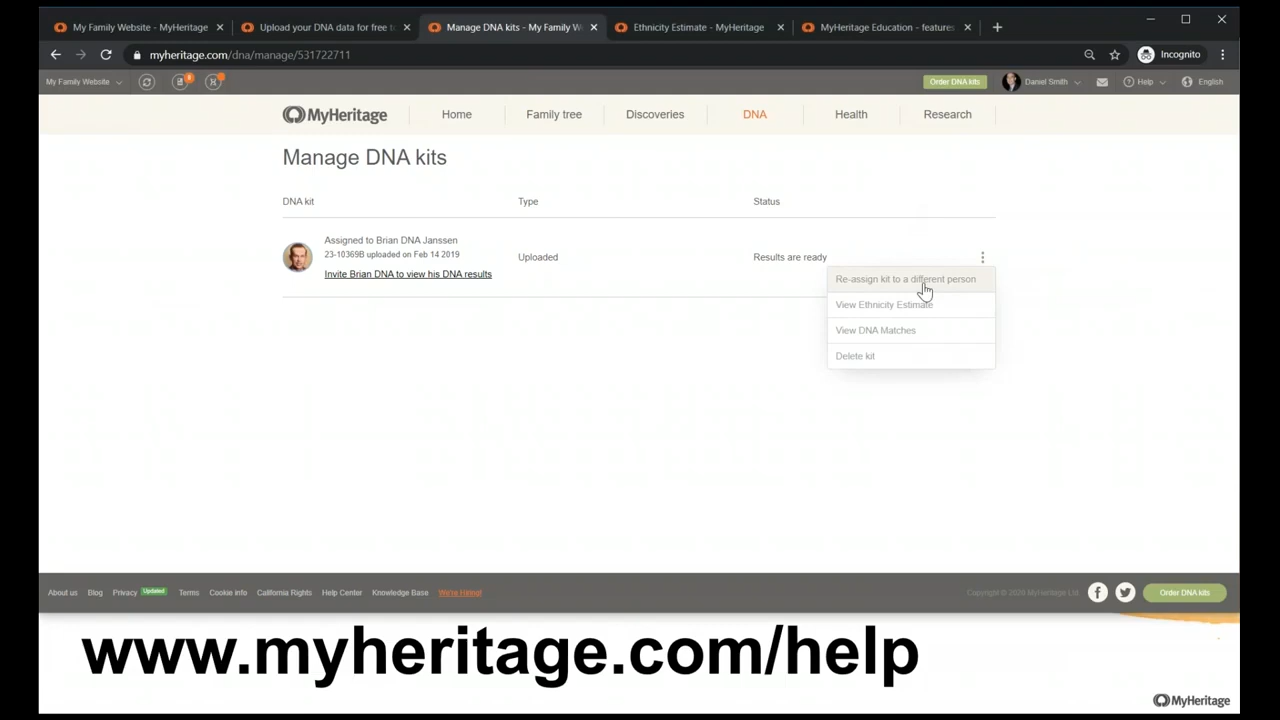 My Family Website - MyHeritage
Upload your DNA data for free t
Manage DNA kits - My Family W
Ethnicity Estimate - MyHeritage
MyHeritage Education - features
myheritage.com/dna/manage/531722711
Incognito
My Family Website
8
Order DNA kits
Daniel Smith
Help
English
MyHeritage
Home
Family tree
Discoveries
DNA
Health
Research
Manage DNA kits
DNA kit
Type
Status
Assigned to Brian DNA Janssen
23-10369B uploaded on Feb 14 2019
Invite Brian DNA to view his DNA results
Uploaded
Results are ready
Re-assign kit to a different person
View Ethnicity Estimate
View DNA Matches
Delete kit
About us
Blog
Privacy
Updated
Terms
Cookie info
California Rights
Help Center
Knowledge Base
We're Hiring!
Copyright © 2020 MyHeritage Ltd.
Order DNA kits
www.myheritage.com/help
MyHeritage